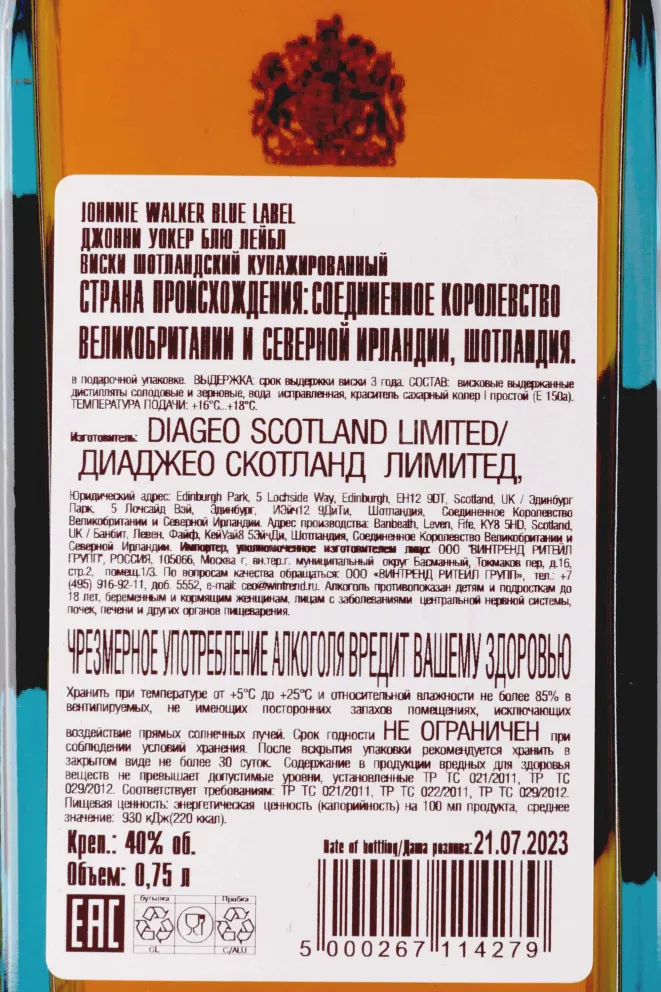 JOHNNIE WALKER BLUE LABEL
ДЖОННИ УОКЕР БЛЮ ЛЕЙБЛ
ВИСКИ ШОТЛАНДСКИЙ КУПАЖИРОВАННЫЙ
СТРАНА ПРОИСХОЖДЕНИЯ: СОЕДИНЕННОЕ КОРОЛЕВСТВО
ВЕЛИКОБРИТАНИИ И СЕВЕРНОЙ ИРЛАНДИИ, ШОТЛАНДИЯ.
в подарочной упаковке. ВЫДЕРЖКА: срок выдержки виски 3 года. СОСТАВ: висковые выдержанные
дистилляты солодовые и зерновые, вода исправленная, краситель сахарный колер I простой (Е 150а).
ТЕМПЕРАТУРА ПОДАЧИ: +16°С...+18°С.
Изготовитель: DIAGEO SCOTLAND LIMITED/
ДИАДЖЕО СКОТЛАНД ЛИМИТЕД,
Юридический адрес: Edinburgh Park, 5 Lochside Way, Edinburgh, EH12 9DT, Scotland, UK / Эдинбург
Парк, 5 Лочсайд Вэй, Эдинбург, ИЭйч12 9ДиТи, Шотландия, Соединенное Королевство
Великобритании и Северной Ирландии. Адрес производства: Banbeath, Leven, Fife, KY8 5HD, Scotland,
UK / Банбит, Левен, Файф, КейУай8 5ЭйчДи, Шотландия, Соединенное Королевство Великобритании и
Северной Ирландии. Импортер, уполномоченное изготовителем лицо: ООО "ВИНТРЕНД РИТЕЙЛ
ГРУПП", РОССИЯ, 105066, Москва г, вн.тер.г. муниципальный округ Басманный, Токмаков пер, д.16,
стр.2, помещ.1/3. По вопросам качества обращаться: ООО «ВИНТРЕНД РИТЕЙЛ ГРУПП», тел.: +7
(495) 916-92-11, доб. 5552, e-mail: ceo@wintrend.ru. Алкоголь противопоказан детям и подросткам до
18 лет, беременным и кормящим женщинам, лицам с заболеваниями центральной нервной системы,
почек, печени и других органов пищеварения.
ЧРЕЗМЕРНОЕ УПОТРЕБЛЕНИЕ АЛКОГОЛЯ ВРЕДИТ ВАШЕМУ ЗДОРОВЬЮ
Хранить при температуре от +5°С до +25°С и относительной влажности не более 85% в
вентилируемых, не имеющих посторонних запахов помещениях, исключающих
воздействие прямых солнечных лучей. Срок годности НЕ ОГРАНИЧЕН при
соблюдении условий хранения. После вскрытия упаковки рекомендуется хранить в
закрытом виде не более 30 суток. Содержание в продукции вредных для здоровья
веществ не превышает допустимые уровни, установленные ТР ТС 021/2011, ТР ТС
029/2012. Соответствует требованиям: ТР ТС 021/2011, ТР ТС 022/2011, ТР ТС 029/2012.
Пищевая ценность: энергетическая ценность (калорийность) на 100 мл продукта, среднее
значение: 930 кДж(220 ккал).
Креп.: 40% об.
Объем: 0,75 л
Date of bottling/Дата розлива: 21.07.2023
EAC
бутылка Пробка
GL C/ALU
5 000267 114279